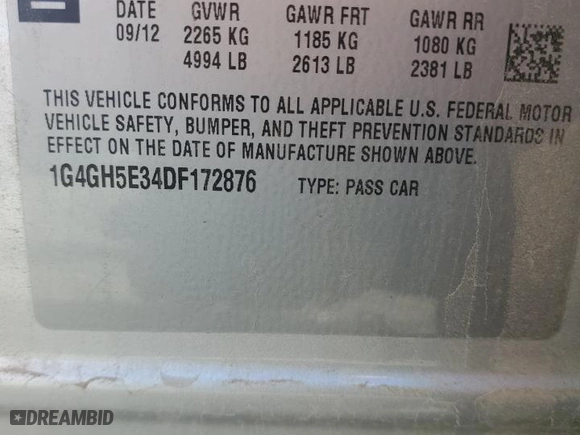 DATE GVWR GAWR FRT GAWR RR
09/12 2265 KG 1185 KG 1080 KG
4994 LB 2613 LB 2381 LB
THIS VEHICLE CONFORMS TO ALL APPLICABLE U.S. FEDERAL MOTOR
VEHICLE SAFETY, BUMPER, AND THEFT PREVENTION STANDARDS IN
EFFECT ON THE DATE OF MANUFACTURE SHOWN ABOVE.
1G4GH5E34DF172876 TYPE: PASS CAR
DREAMBID